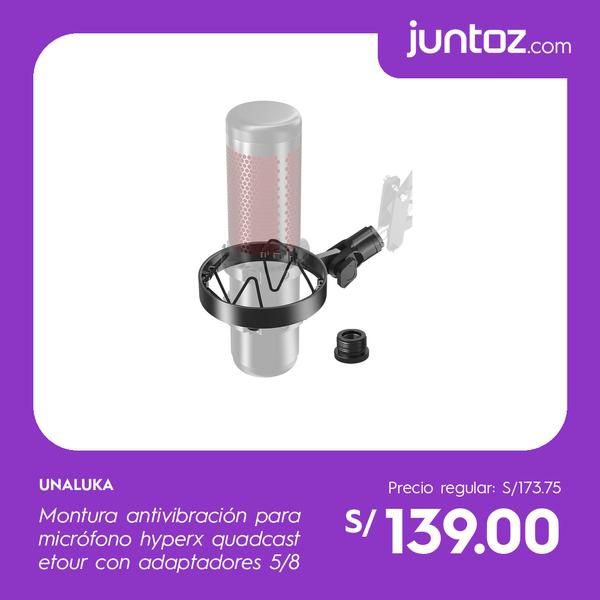 juntoz.com
UNALUKA
Montura antivibración para
micrófono hyperx quadcast
etour con adaptadores 5/8
Precio regular: S/173.75
S/ 139.00